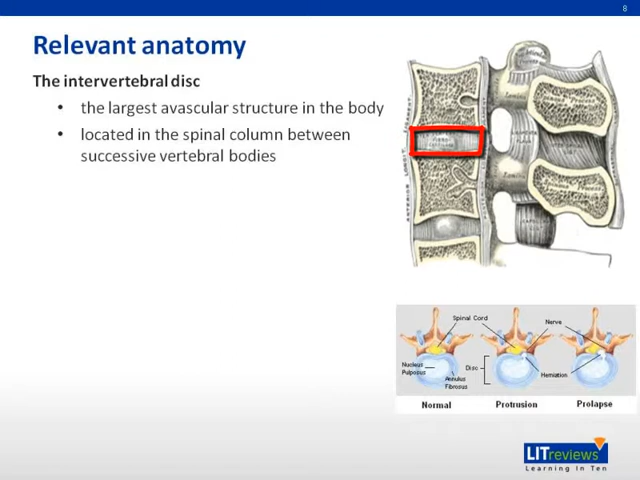 8
Relevant anatomy
The intervertebral disc
• the largest avascular structure in the body
• located in the spinal column between
successive vertebral bodies
Spinal Cord
Nerve
Nucleus
Pulposus
Annulus
Fibrosus
Disc
Herniation
Normal
Protrusion
Prolapse
LITreviews
Learning In Ten